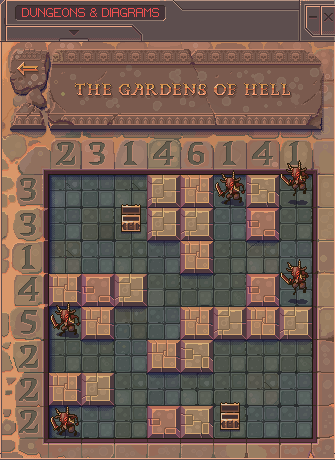 DUNGEONS & DIAGRAMS
THE GARDENS OF HELL
2 3 1 4 6 1 4 1
3
3
1
4
5
2
2
2